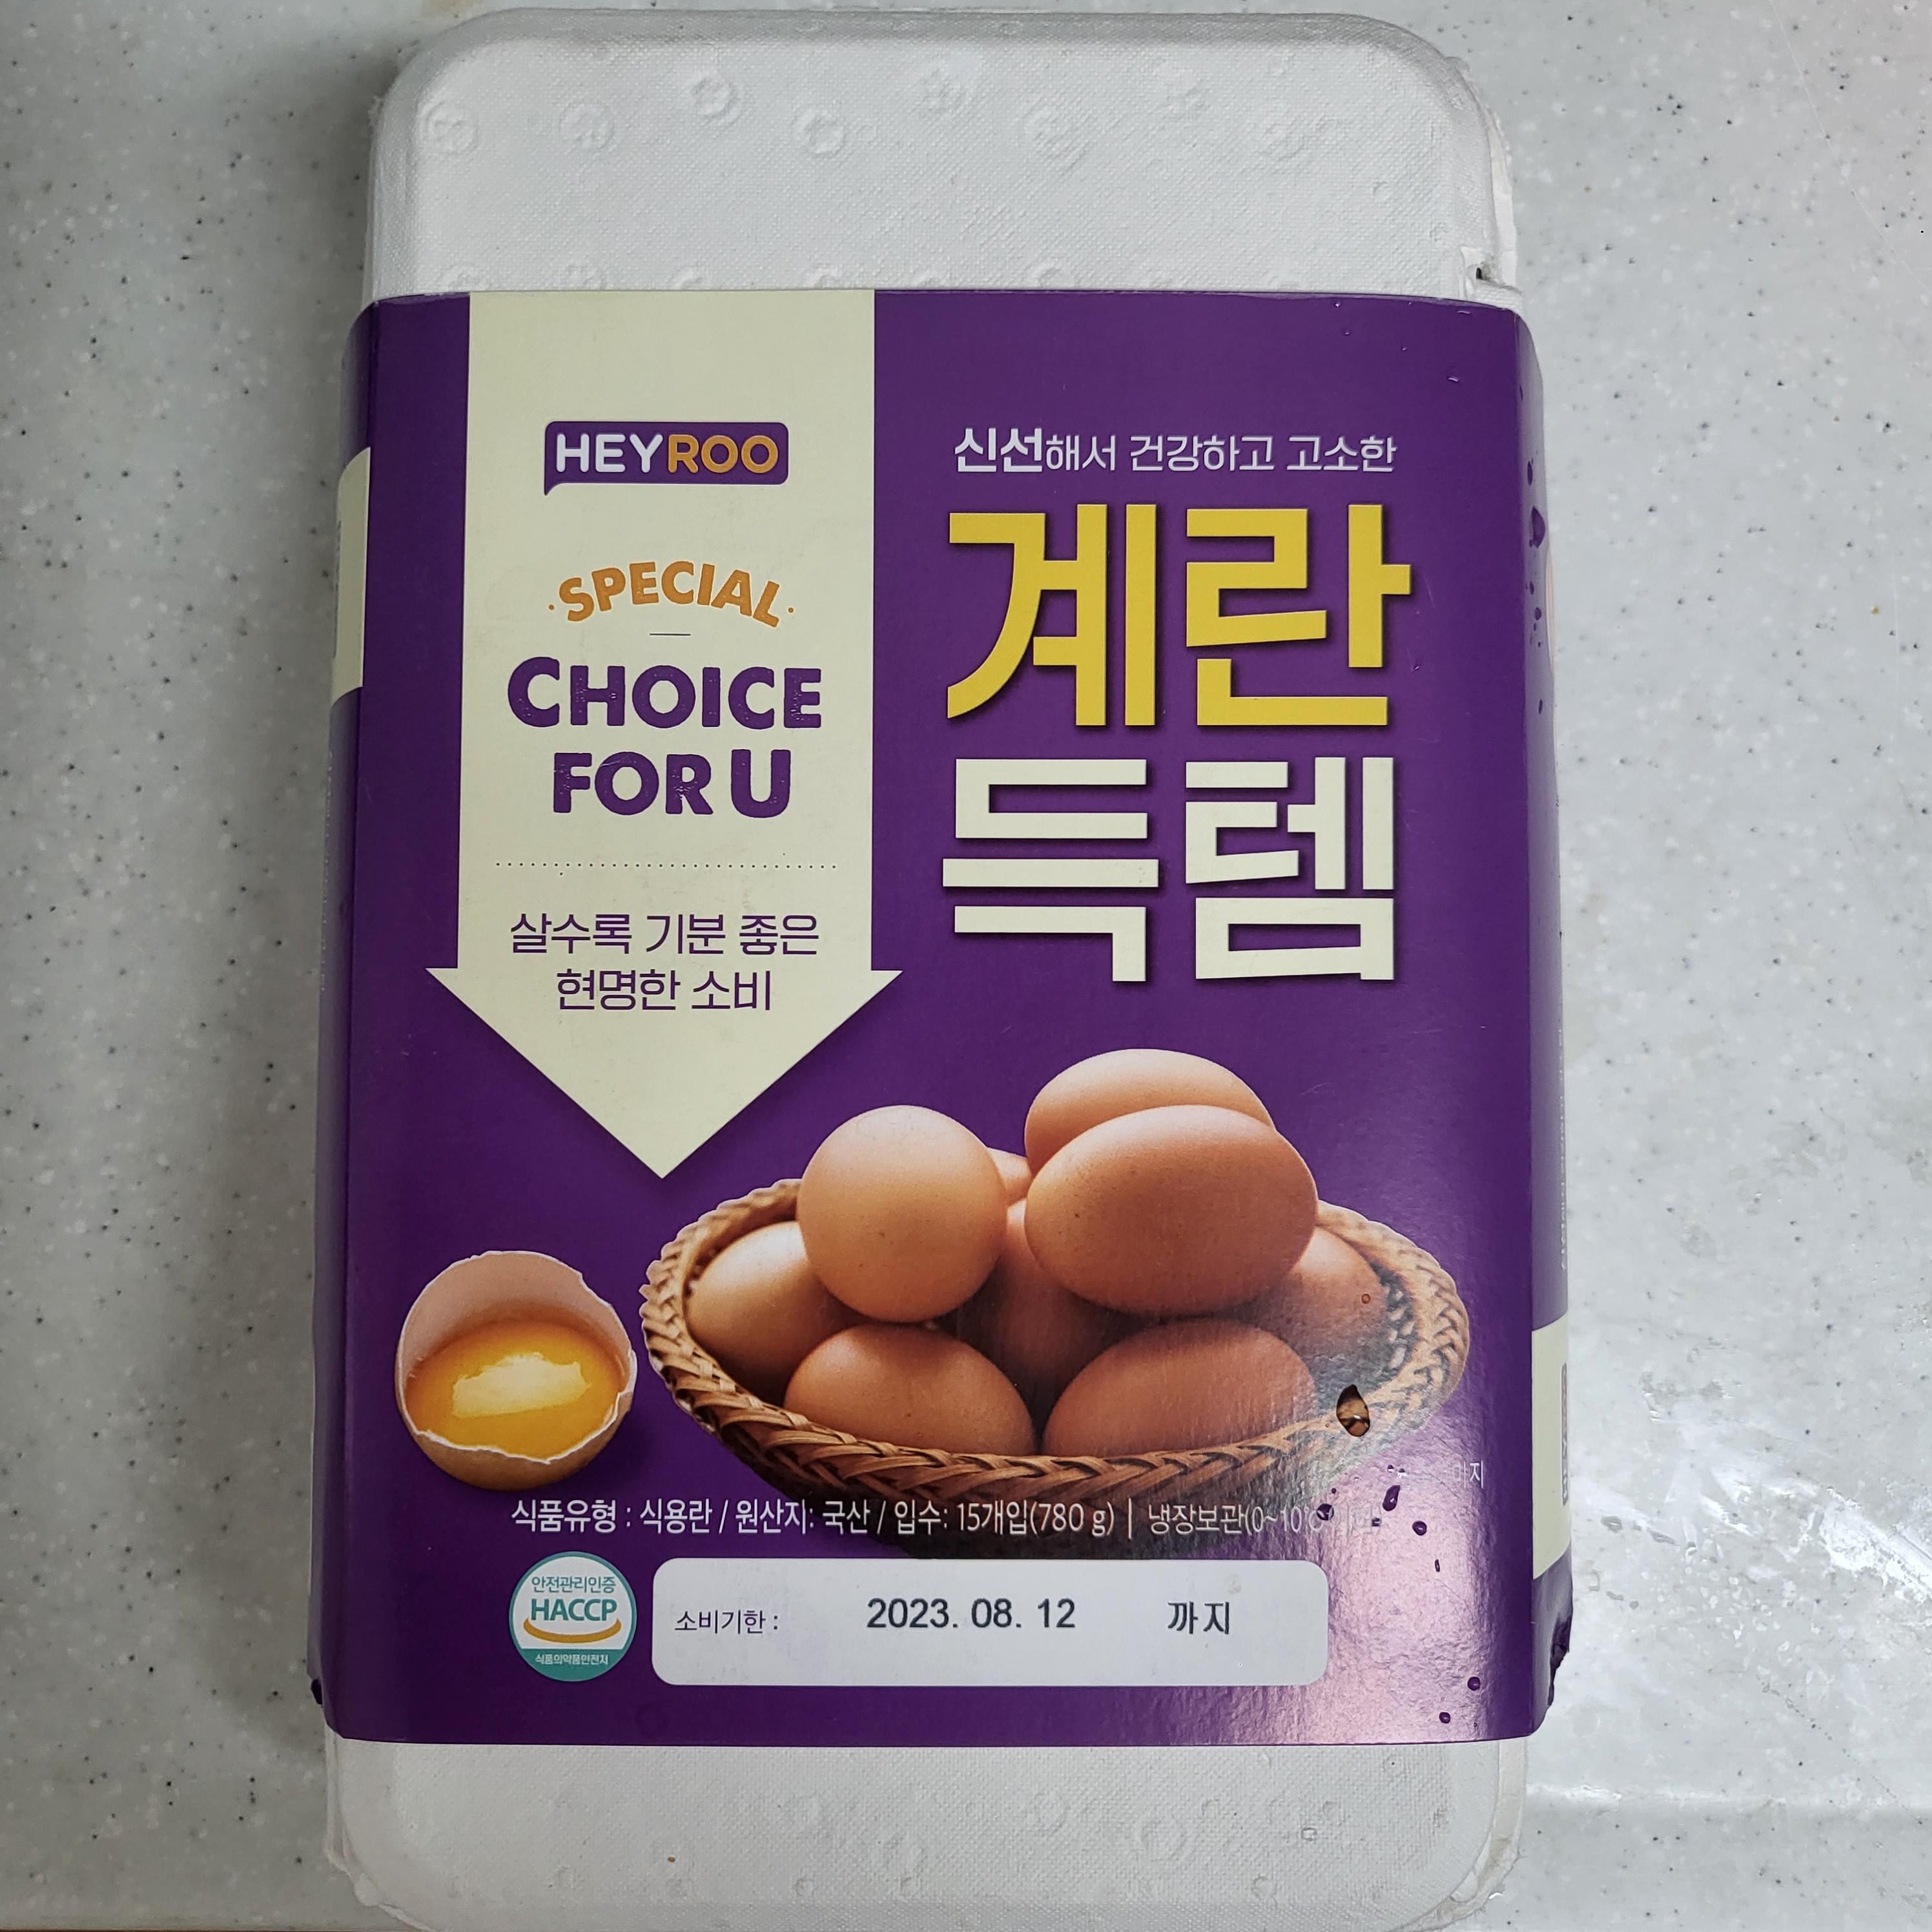 HEYROO
SPECIAL
CHOICE
FOR U
살수록 기분 좋은
현명한 소비
신선해서 건강하고 고소한
계란
득템
식품유형 : 식용란 / 원산지: 국산 / 입수: 15개입(780 g) | 냉장보관(0~10℃
안전관리인증
HACCP
식품의약품안전처
소비기한 : 2023. 08. 12 까지